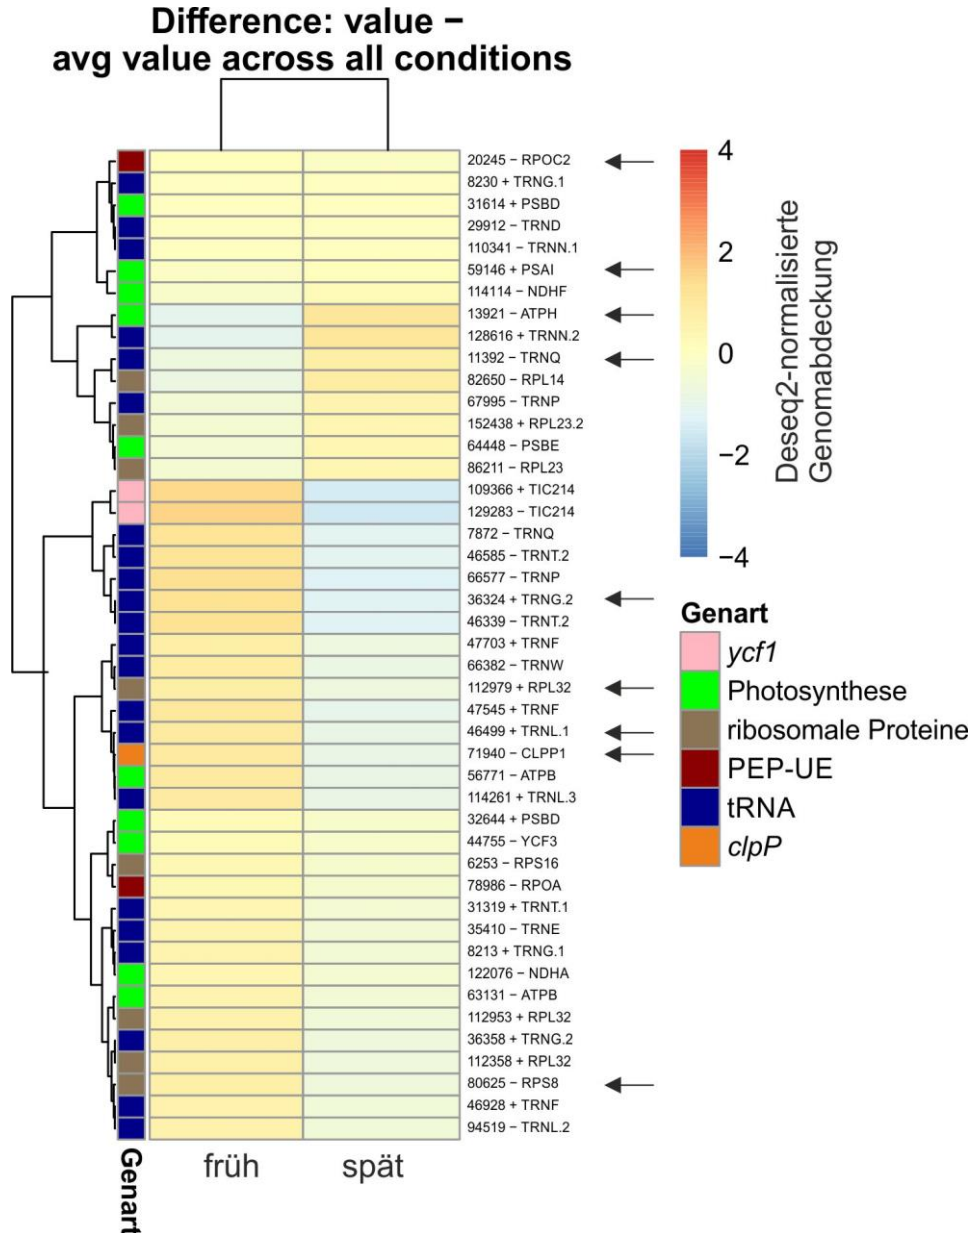 Difference: value −
avg value across all conditions
20245 − RPOC2
8230 + TRNG.1
31614 + PSBD
29912 − TRND
110341 − TRNN.1
59146 + PSAI
114114 − NDHF
13921 − ATPH
128616 + TRNN.2
11392 − TRNQ
82650 − RPL14
67995 − TRNP
152438 + RPL23.2
64448 − PSBE
86211 − RPL23
109366 + TIC214
129283 − TIC214
7872 − TRNQ
46585 − TRNT.2
66577 − TRNP
36324 + TRNG.2
46339 − TRNT.2
47703 + TRNF
66382 − TRNW
112979 + RPL32
47545 + TRNF
46499 + TRNL.1
71940 − CLPP1
56771 − ATPB
114261 + TRNL.3
32644 + PSBD
44755 − YCF3
6253 − RPS16
78986 − RPOA
31319 + TRNT.1
35410 − TRNE
8213 + TRNG.1
122076 − NDHA
63131 − ATPB
112953 + RPL32
36358 + TRNG.2
112358 + RPL32
80625 − RPS8
46928 + TRNF
94519 − TRNL.2
Genart
früh
spät
4
2
0
−2
−4
Deseq2-normalisierte
Genomabdeckung
Genart
ycf1
Photosynthese
ribosomale Proteine
PEP-UE
tRNA
clpP